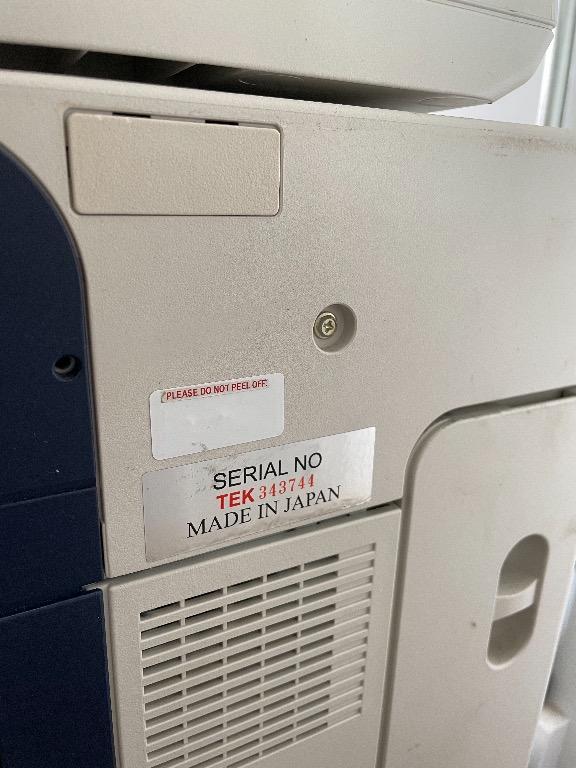 PLEASE DO NOT PEEL OFF.
SERIAL NO
TEK 343744
MADE IN JAPAN